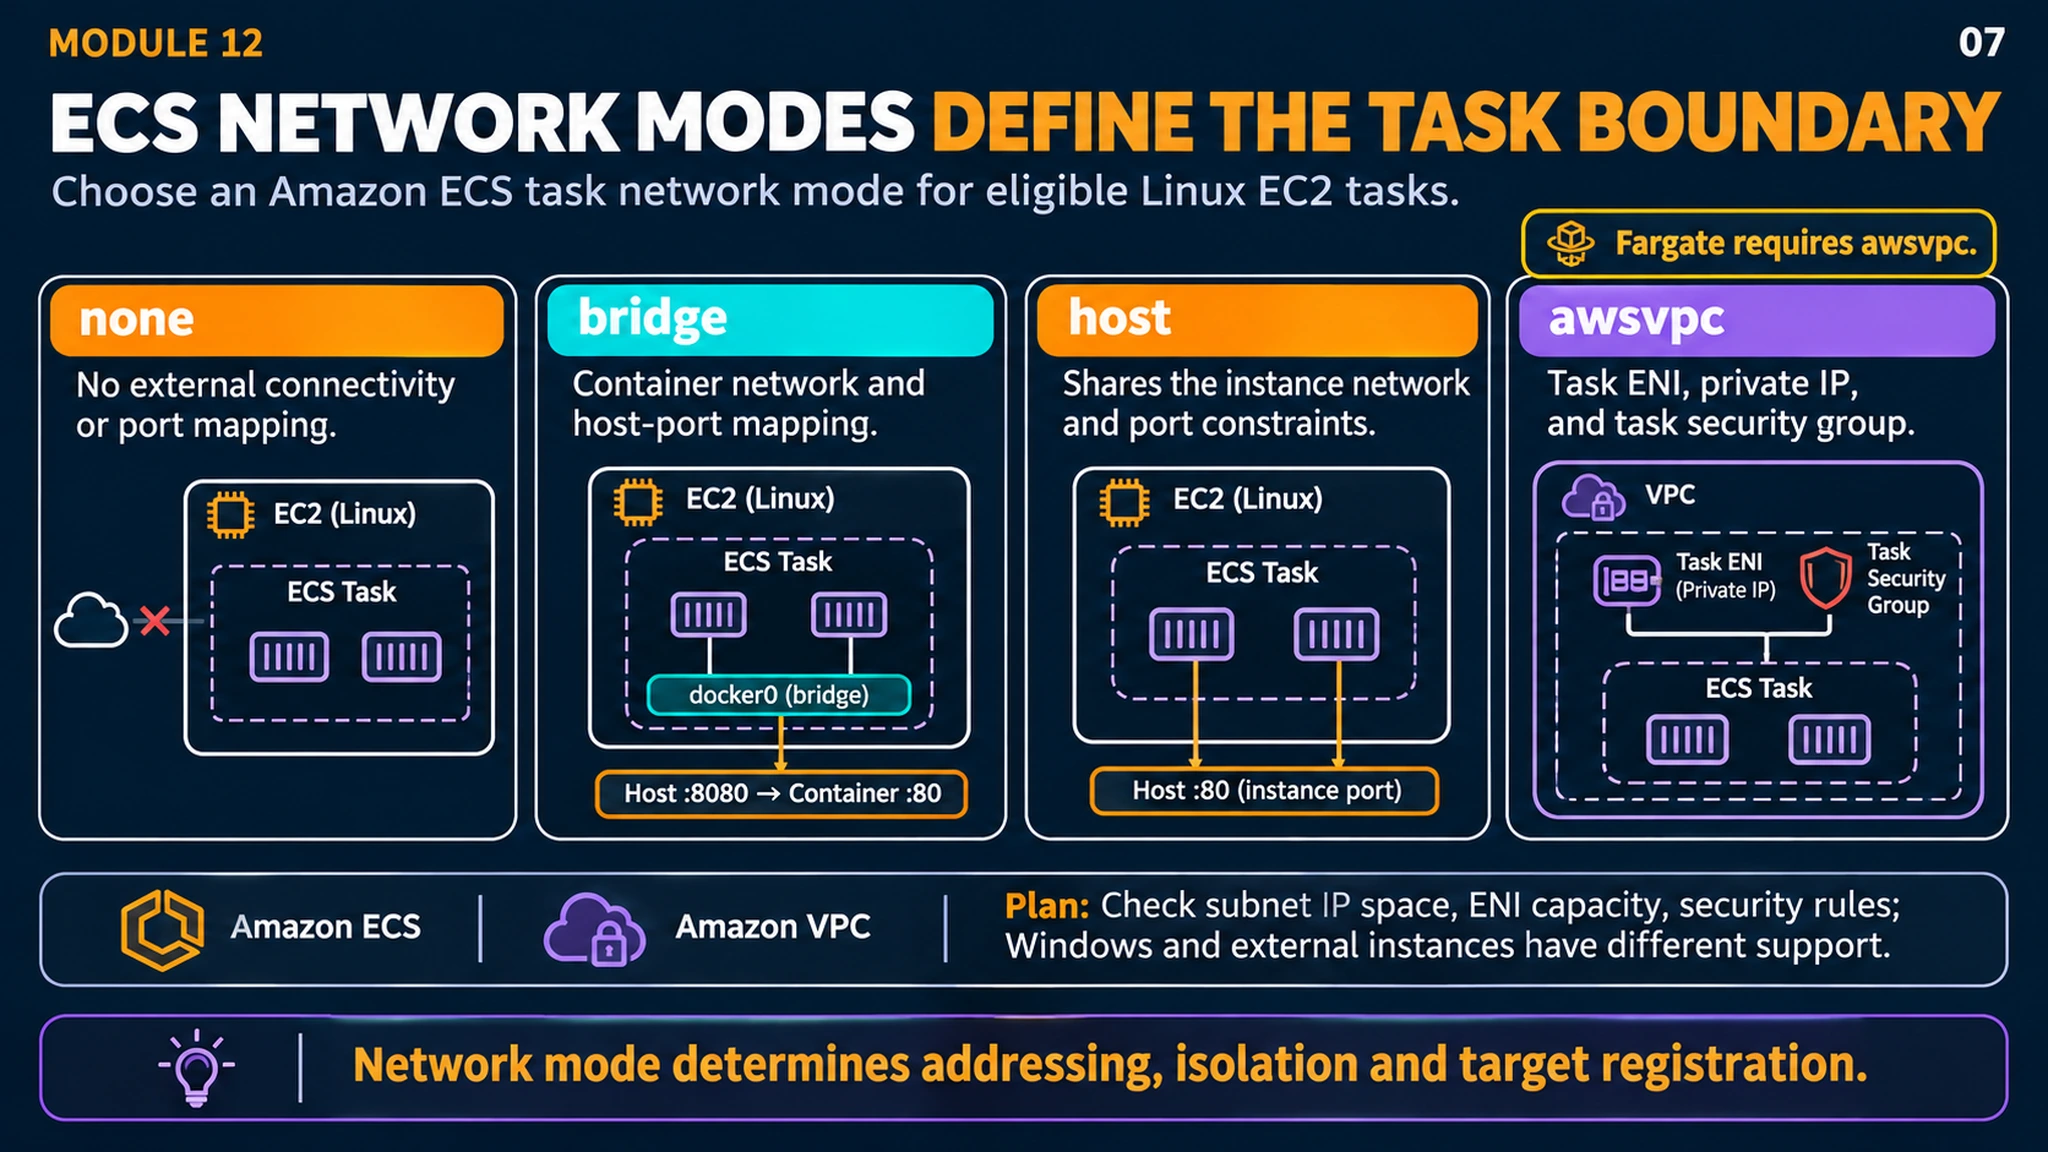 MODULE 12
07
ECS NETWORK MODES DEFINE THE TASK BOUNDARY
Choose an Amazon ECS task network mode for eligible Linux EC2 tasks.
Fargate requires awsvpc.
none
No external connectivity
or port mapping.
EC2 (Linux)
ECS Task
bridge
Container network and
host-port mapping.
EC2 (Linux)
ECS Task
docker0 (bridge)
Host :8080 → Container :80
host
Shares the instance network
and port constraints.
EC2 (Linux)
ECS Task
Host :80 (instance port)
awsvpc
Task ENI, private IP,
and task security group.
VPC
Task ENI
(Private IP)
Task
Security
Group
ECS Task
Amazon ECS
Amazon VPC
Plan: Check subnet IP space, ENI capacity, security rules;
Windows and external instances have different support.
Network mode determines addressing, isolation and target registration.